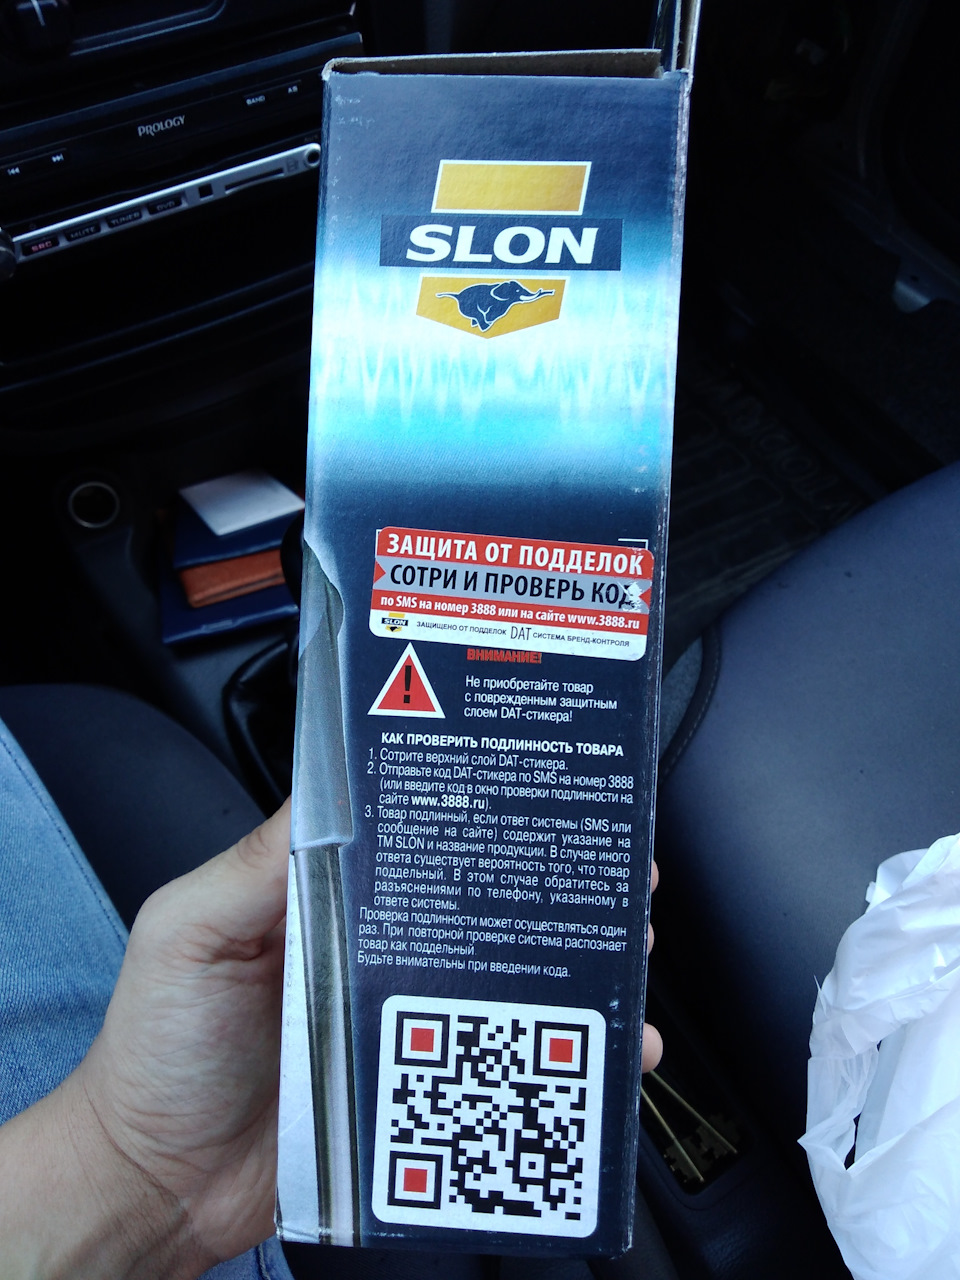 BAND
AS
PROLOGY
SRC
MUTE
TUNER
DVD
SLON
ЗАЩИТА ОТ ПОДДЕЛОК
СОТРИ И ПРОВЕРЬ КОД
по SMS на номер 3888 или на сайте www.3888.ru
SLON
ЗАЩИЩЕНО ОТ ПОДДЕЛОК DAT СИСТЕМА БРЕНД-КОНТРОЛЯ
ВНИМАНИЕ!
Не приобретайте товар
с поврежденным защитным
слоем DAT-стикера!
КАК ПРОВЕРИТЬ ПОДЛИННОСТЬ ТОВАРА
1. Сотрите верхний слой DAT-стикера.
2. Отправьте код DAT-стикера по SMS на номер 3888
(или введите код в окно проверки подлинности на
сайте www.3888.ru).
3. Товар подлинный, если ответ системы (SMS или
сообщение на сайте) содержит указание на
ТМ SLON и название продукции. В случае иного
ответа существует вероятность того, что товар
поддельный. В этом случае обратитесь за
разъяснениями по телефону, указанному в
ответе системы.
Проверка подлинности может осуществляться один
раз. При повторной проверке система распознает
товар как поддельный
Будьте внимательны при введении кода.